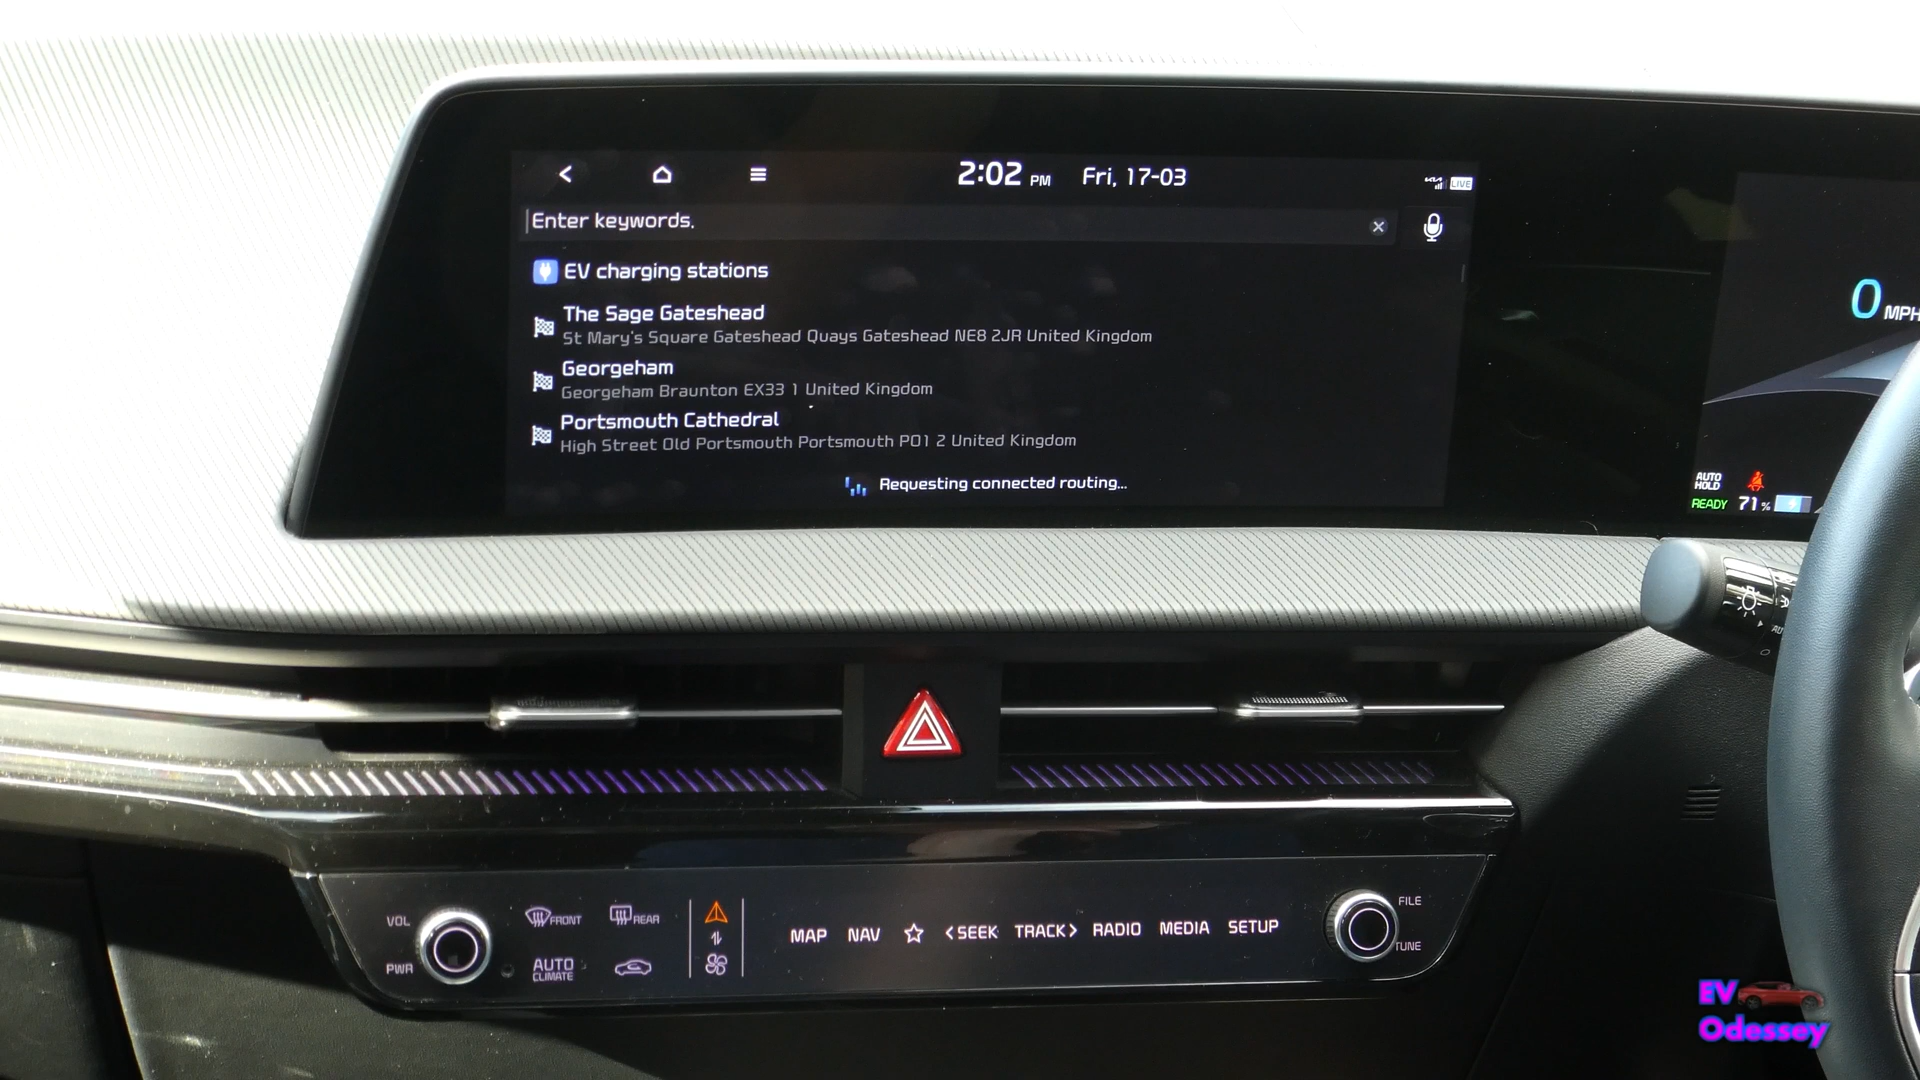 2:02 PM Fri, 17-03
LIVE
Enter keywords.
EV charging stations
The Sage Gateshead
St Mary's Square Gateshead Quays Gateshead NE8 2JR United Kingdom
Georgeham
Georgeham Braunton EX33 1 United Kingdom
Portsmouth Cathedral
High Street Old Portsmouth Portsmouth PO1 2 United Kingdom
Requesting connected routing...
0 MPH
AUTO HOLD
READY 71%
VOL
PWR
FRONT
REAR
AUTO
CLIMATE
MAP NAV <SEEK TRACK> RADIO MEDIA SETUP
FILE
TUNE
EV
Odessey